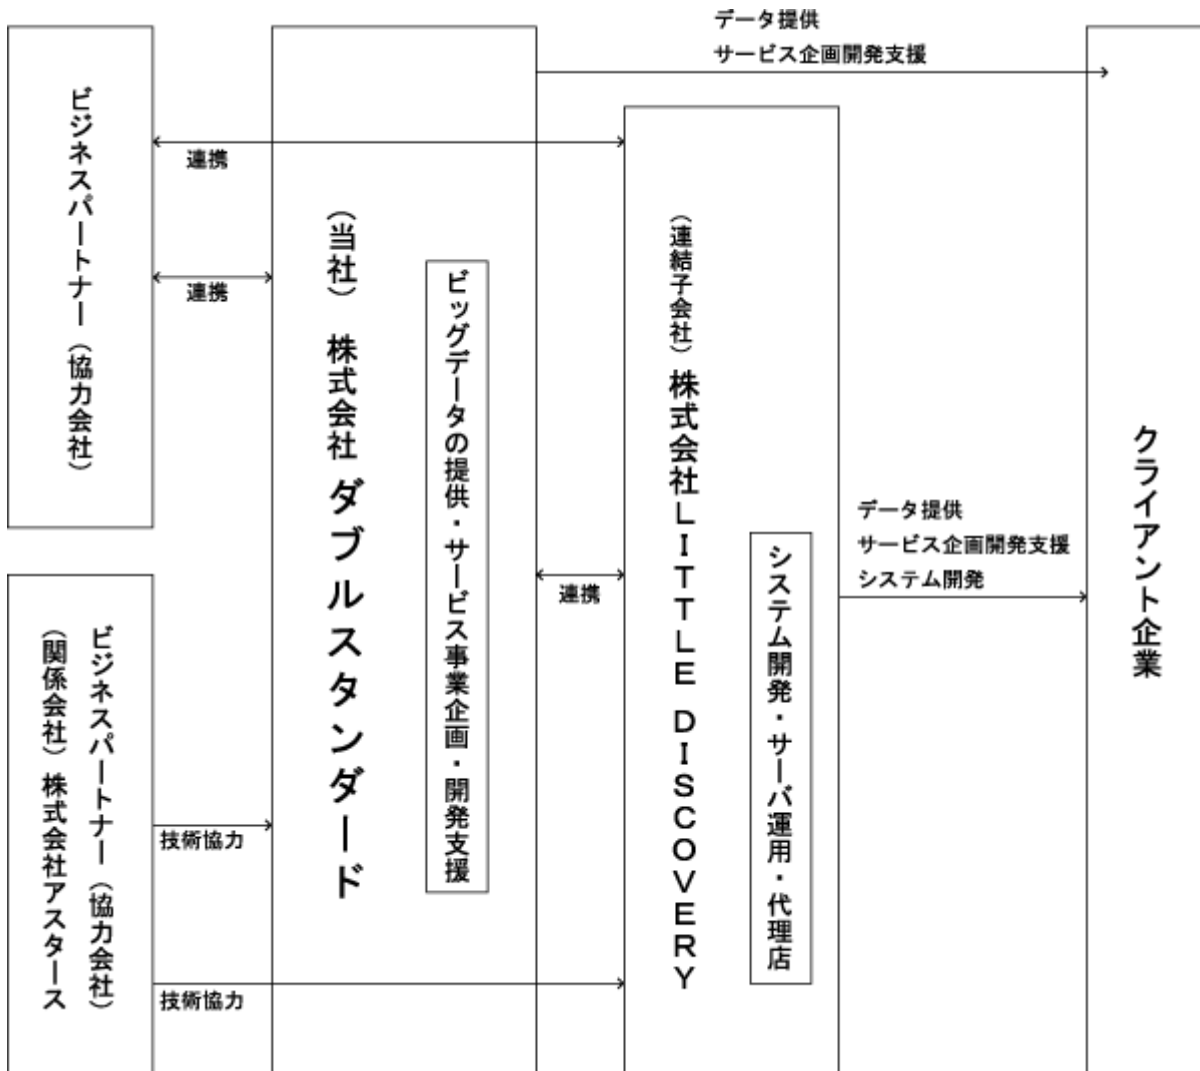 データ提供
サービス企画開発支援
ビジネスパートナー（協力会社）
連携
連携
（当社） 株式会社 ダブルスタンダード
ビッグデータの提供・サービス事業企画・開発支援
連携
（連結子会社）株式会社LITTLE DISCOVERY
システム開発・サーバ運用・代理店
データ提供
サービス企画開発支援
システム開発
クライアント企業
ビジネスパートナー（協力会社）
（関係会社）株式会社アスタース
技術協力
技術協力